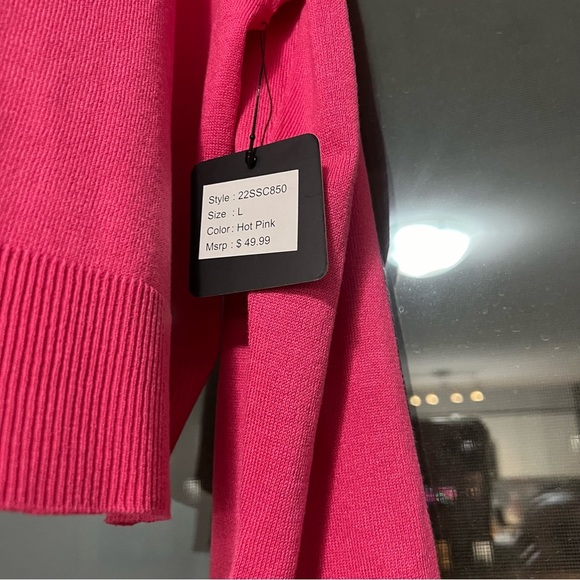 Style : 22SSC850
Size : L
Color : Hot Pink
Msrp : $ 49.99